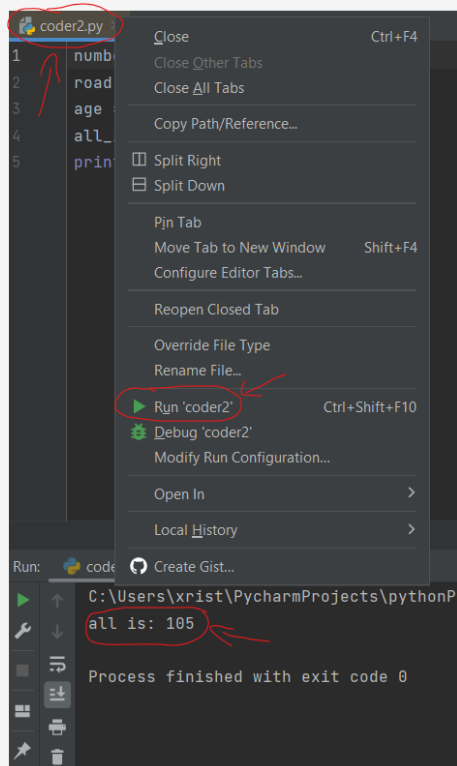 coder2.py
1 numb
2 road
3 age =
4 all_
5 prin
Close Ctrl+F4
Close Other Tabs
Close All Tabs
Copy Path/Reference...
Split Right
Split Down
Pin Tab
Move Tab to New Window Shift+F4
Configure Editor Tabs...
Reopen Closed Tab
Override File Type
Rename File...
Run 'coder2' Ctrl+Shift+F10
Debug 'coder2'
Modify Run Configuration...
Open In
Local History
Create Gist...
Run: code
C:\Users\xrist\PycharmProjects\pythonP
all is: 105
Process finished with exit code 0